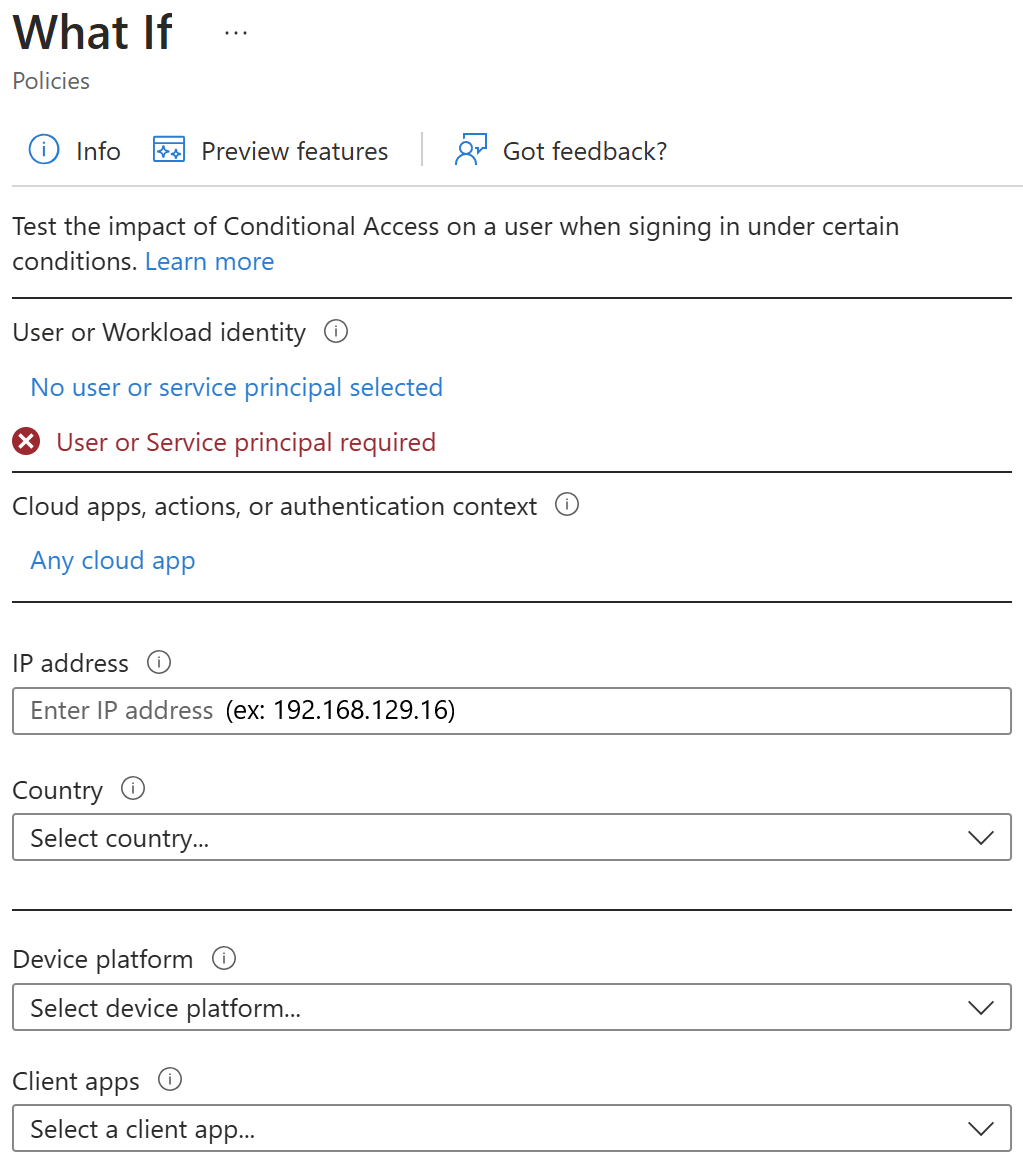 What If ...
Policies
Info Preview features Got feedback?
Test the impact of Conditional Access on a user when signing in under certain
conditions. Learn more
User or Workload identity
No user or service principal selected
User or Service principal required
Cloud apps, actions, or authentication context
Any cloud app
IP address
Enter IP address (ex: 192.168.129.16)
Country
Select country...
Device platform
Select device platform...
Client apps
Select a client app...